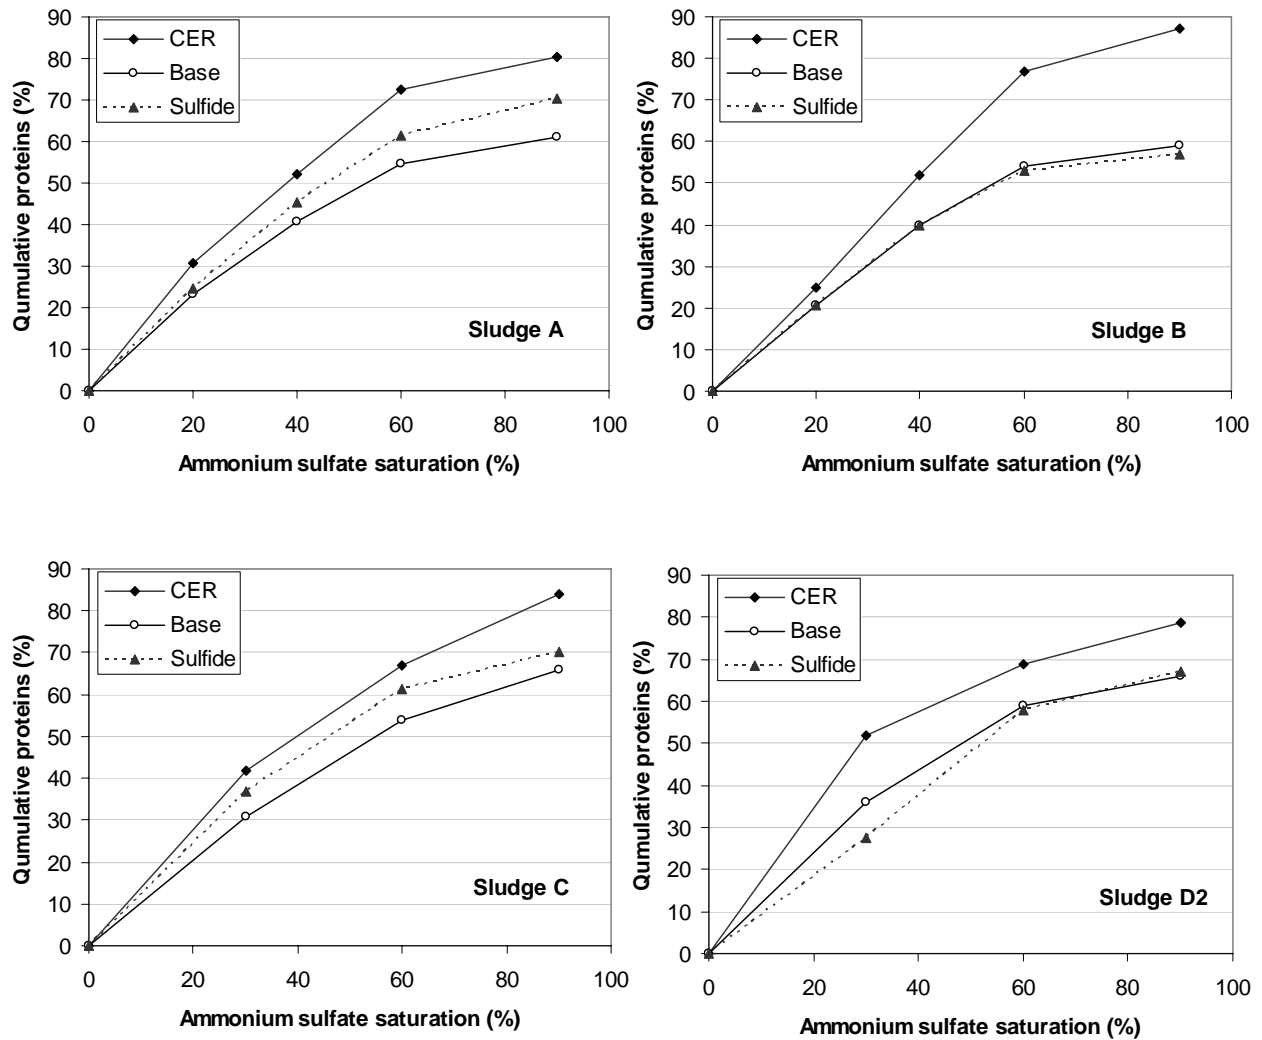 90
80
70
60
50
40
30
20
10
0
Qumulative proteins (%)
CER
Base
Sulfide
Sludge A
0 20 40 60 80 100
Ammonium sulfate saturation (%)
90
80
70
60
50
40
30
20
10
0
Qumulative proteins (%)
CER
Base
Sulfide
Sludge B
0 20 40 60 80 100
Ammonium sulfate saturation (%)
90
80
70
60
50
40
30
20
10
0
Qumulative proteins (%)
CER
Base
Sulfide
Sludge C
0 20 40 60 80 100
Ammonium sulfate saturation (%)
90
80
70
60
50
40
30
20
10
0
Qumulative proteins (%)
CER
Base
Sulfide
Sludge D2
0 20 40 60 80 100
Ammonium sulfate saturation (%)